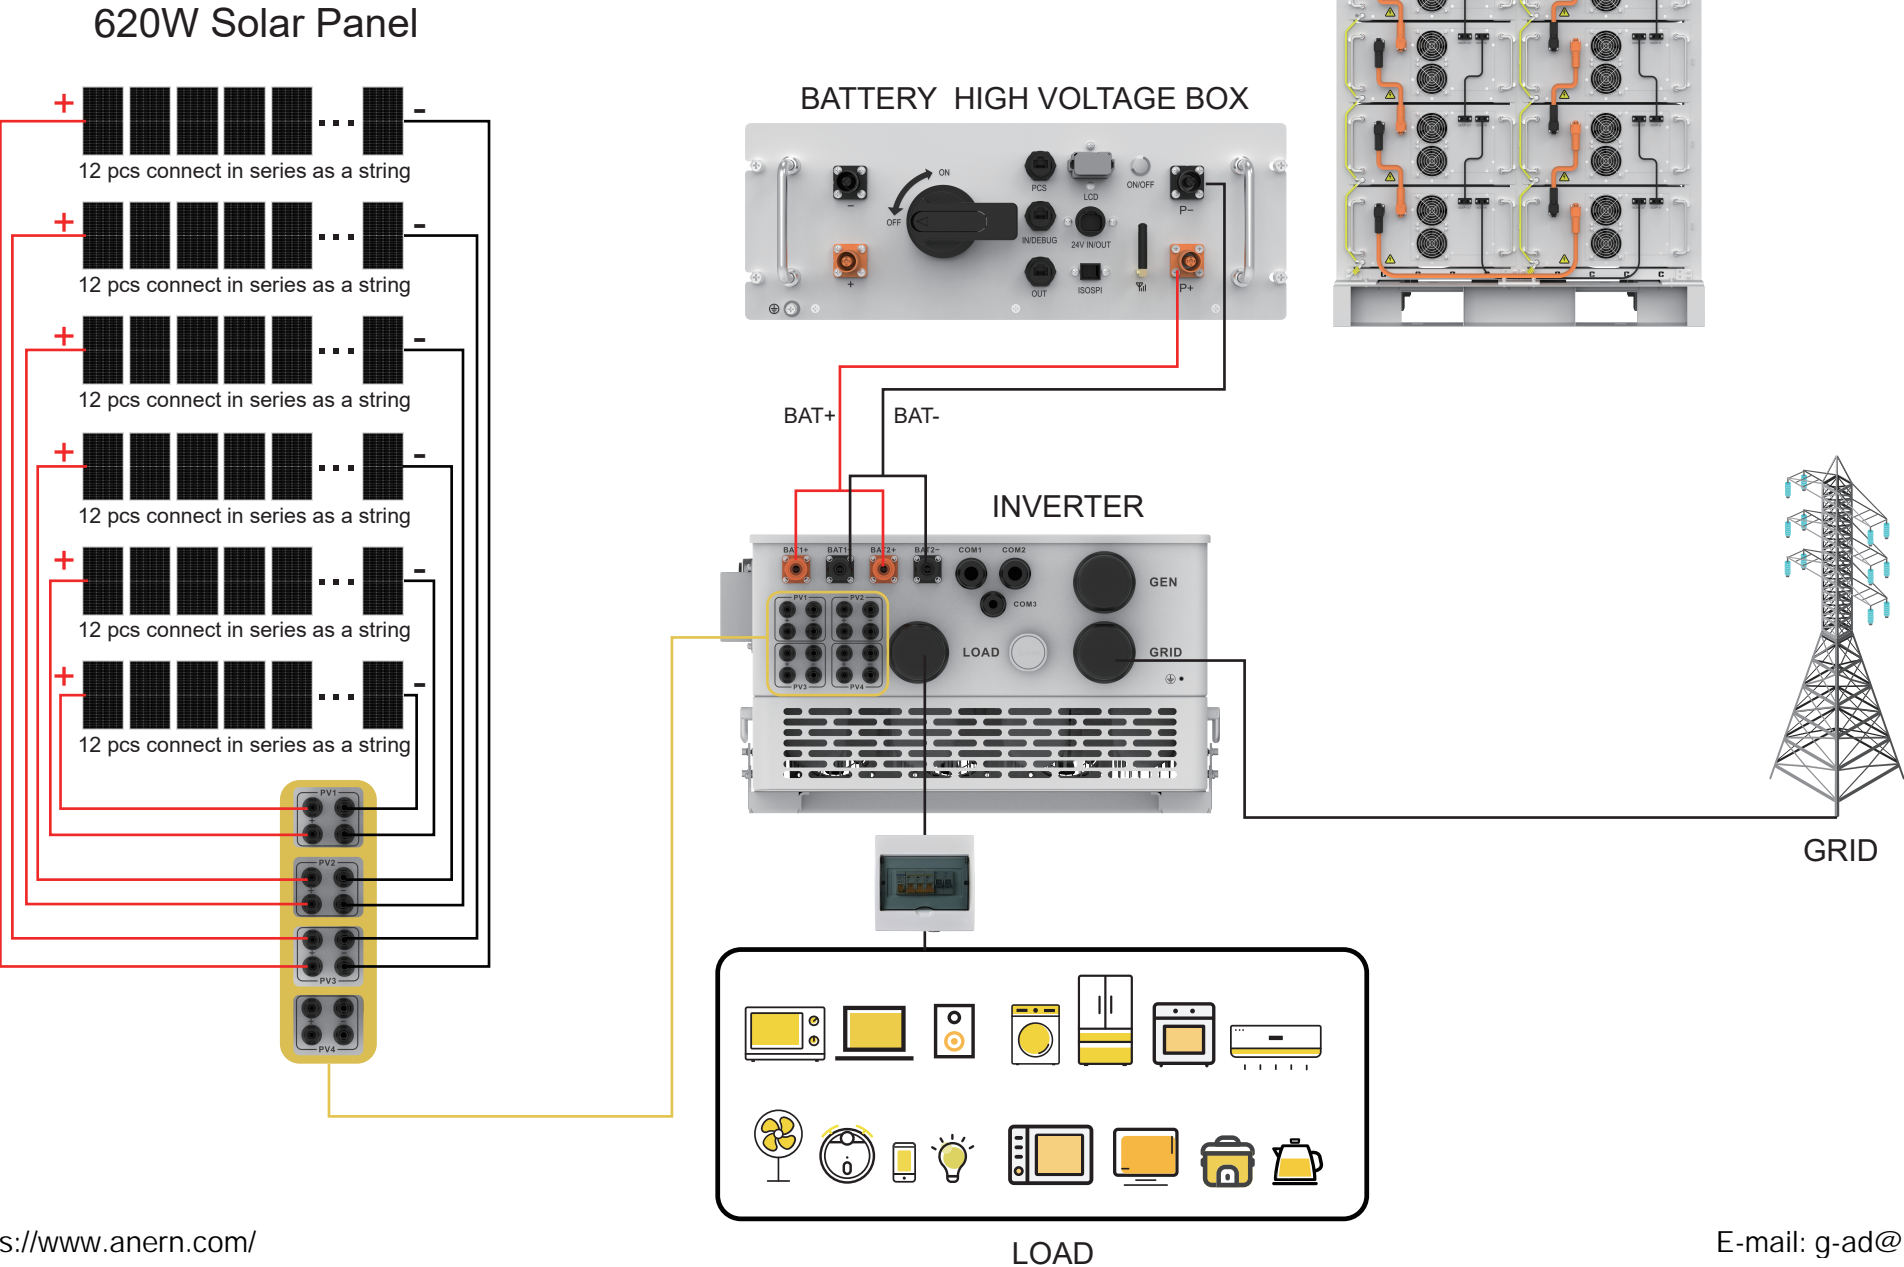 620W Solar Panel
+ -
12 pcs connect in series as a string
+ -
12 pcs connect in series as a string
+ -
12 pcs connect in series as a string
+ -
12 pcs connect in series as a string
+ -
12 pcs connect in series as a string
+ -
12 pcs connect in series as a string
PV1
+ −
PV2
+ −
+ −
PV3
+ −
PV4
BATTERY HIGH VOLTAGE BOX
ON
OFF
−
+
PCS
LCD
ON/OFF
P−
IN/DEBUG
24V IN/OUT
OUT
ISOSPI
P+
BAT+
BAT-
INVERTER
BAT1+
BAT1-
BAT2+
BAT2−
COM1
COM2
COM3
GEN
PV1
PV2
PV3
PV4
LOAD
GRID
GRID
LOAD
s://www.anern.com/
E-mail: g-ad@